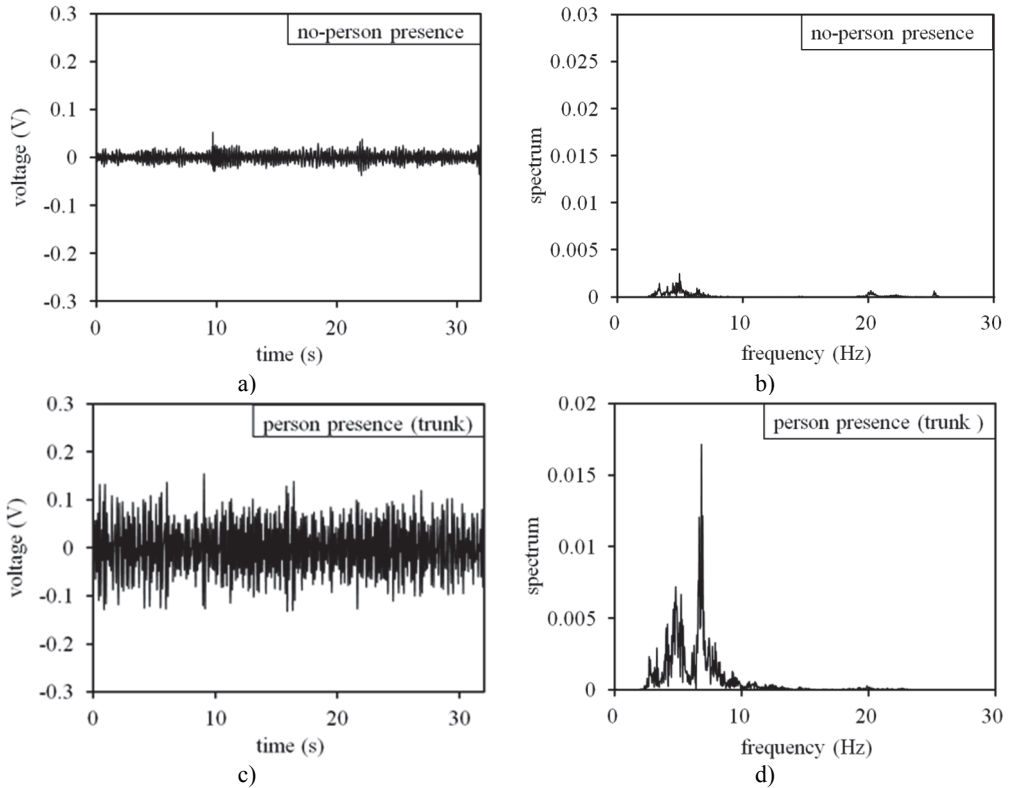 0.3
0.2
0.1
0
-0.1
-0.2
-0.3
voltage (V)
no-person presence
0 10 20 30
time (s)
a)
0.03
0.025
0.02
0.015
0.01
0.005
0
spectrum
no-person presence
0 10 20 30
frequency (Hz)
b)
0.3
0.2
0.1
0
-0.1
-0.2
-0.3
voltage (V)
person presence (trunk)
0 10 20 30
time (s)
c)
0.02
0.015
0.01
0.005
0
spectrum
person presence (trunk )
0 10 20 30
frequency (Hz)
d)